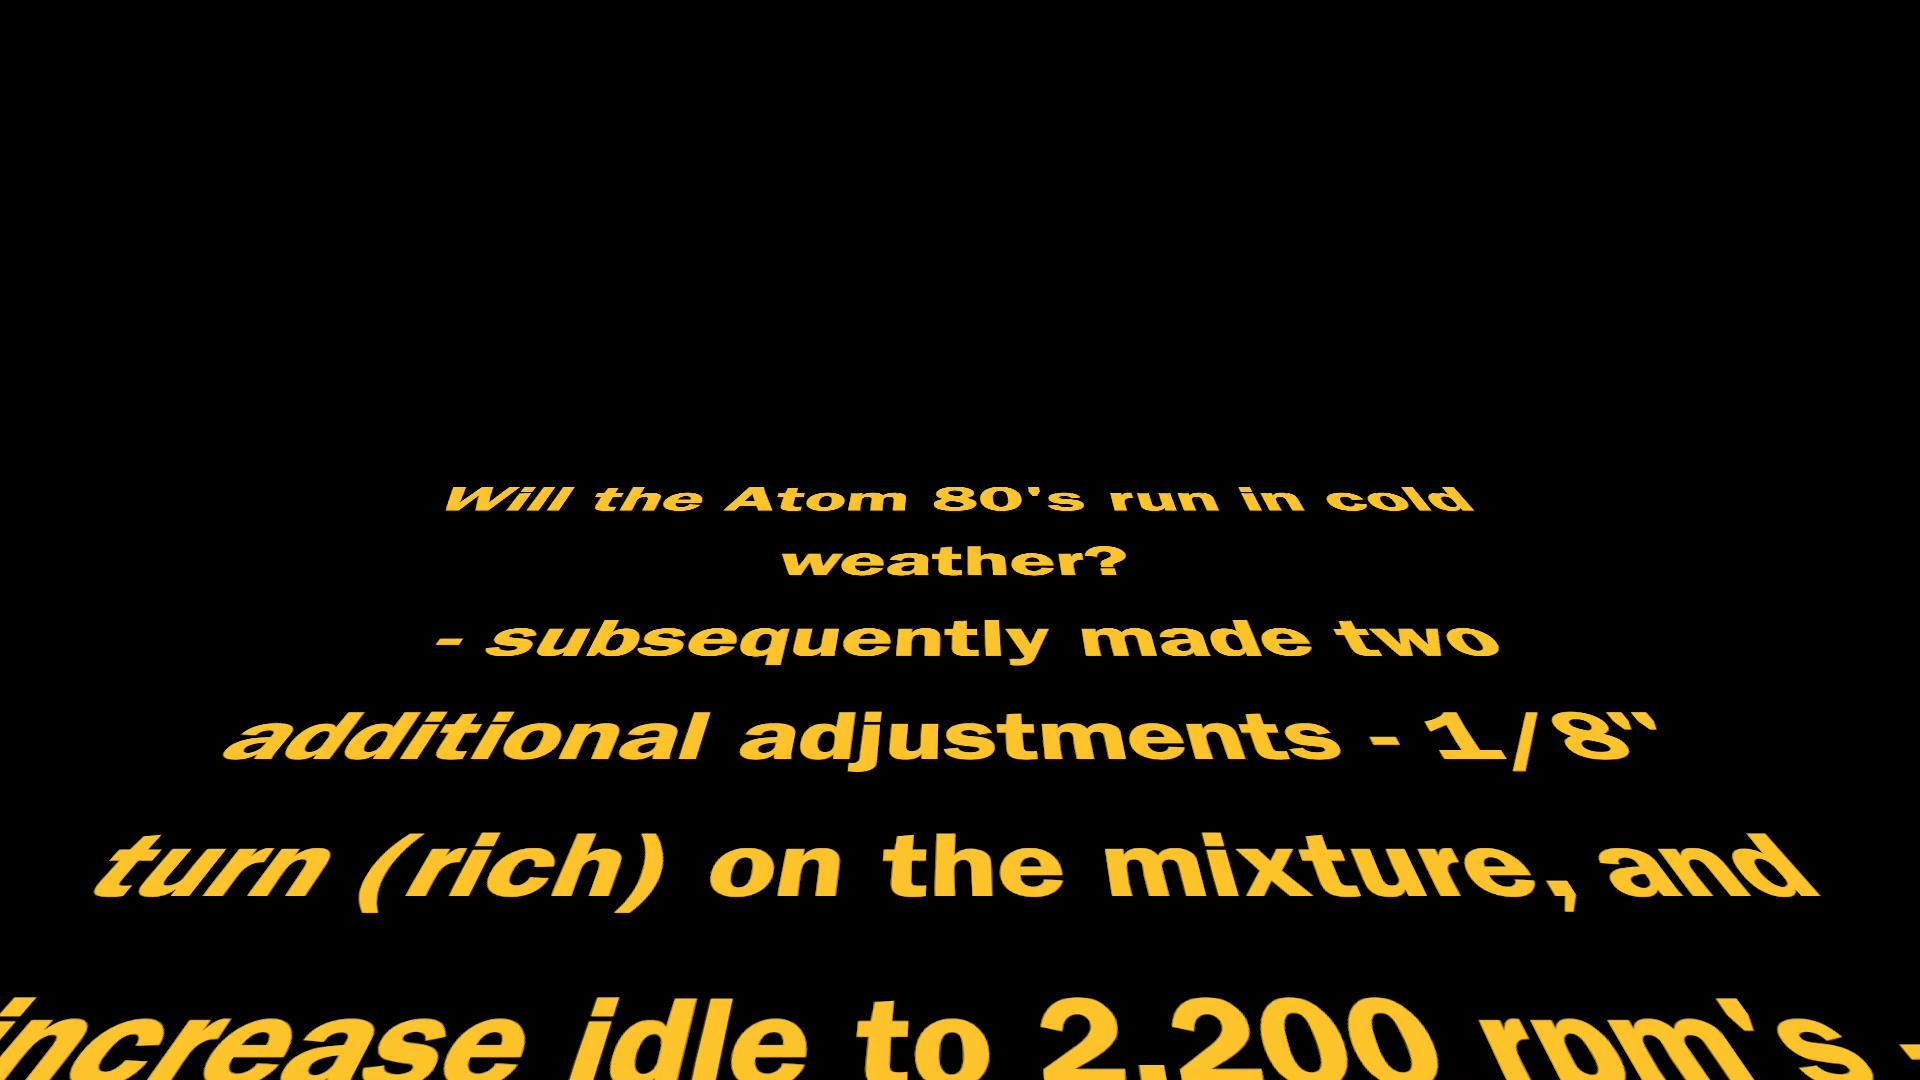 Will the Atom 80's run in cold
weather?
- subsequently made two
additional adjustments - 1/8"
turn (rich) on the mixture, and
increase idle to 2,200 rpm's -